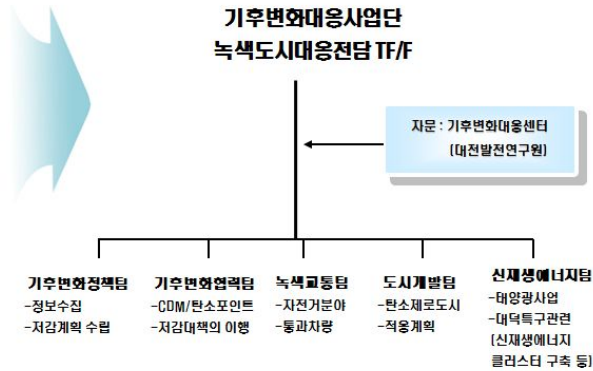 기후변화대응사업단
녹색도시대응전담 TF/F
자문 : 기후변화대응센터
(대전발전연구원)
기후변화정책팀
-정보수집
-저감계획 수립
기후변화협력팀
-CDM/탄소포인트
-저감대책의 이행
녹색교통팀
-자전거분야
-통과차량
도시개발팀
-탄소제로도시
-적응계획
신재생에너지팀
-태양광사업
-대덕특구관련
(신재생에너지
클러스터 구축 등)